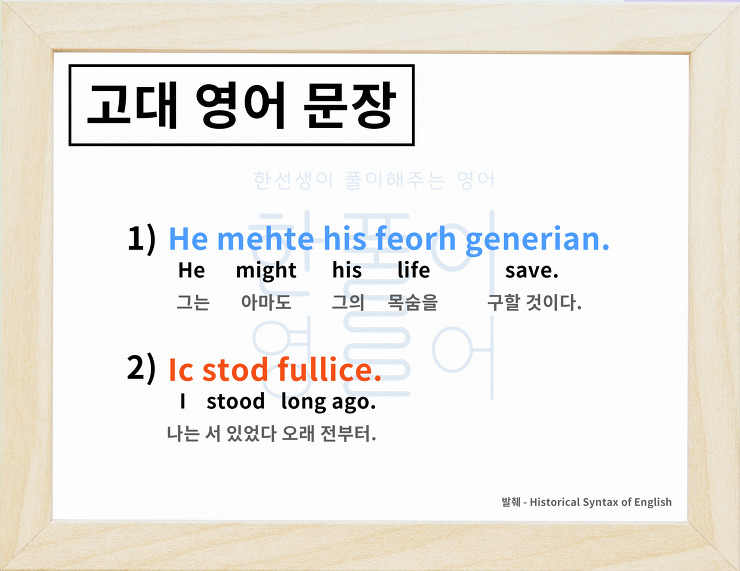 고대 영어 문장
한선생이 풀이해주는 영어
한풀어
영어
1) He mehte his feorh generian.
He might his life save.
그는 아마도 그의 목숨을 구할 것이다.
2) Ic stod fullice.
I stood long ago.
나는 서 있었다 오래 전부터.
발췌 - Historical Syntax of English